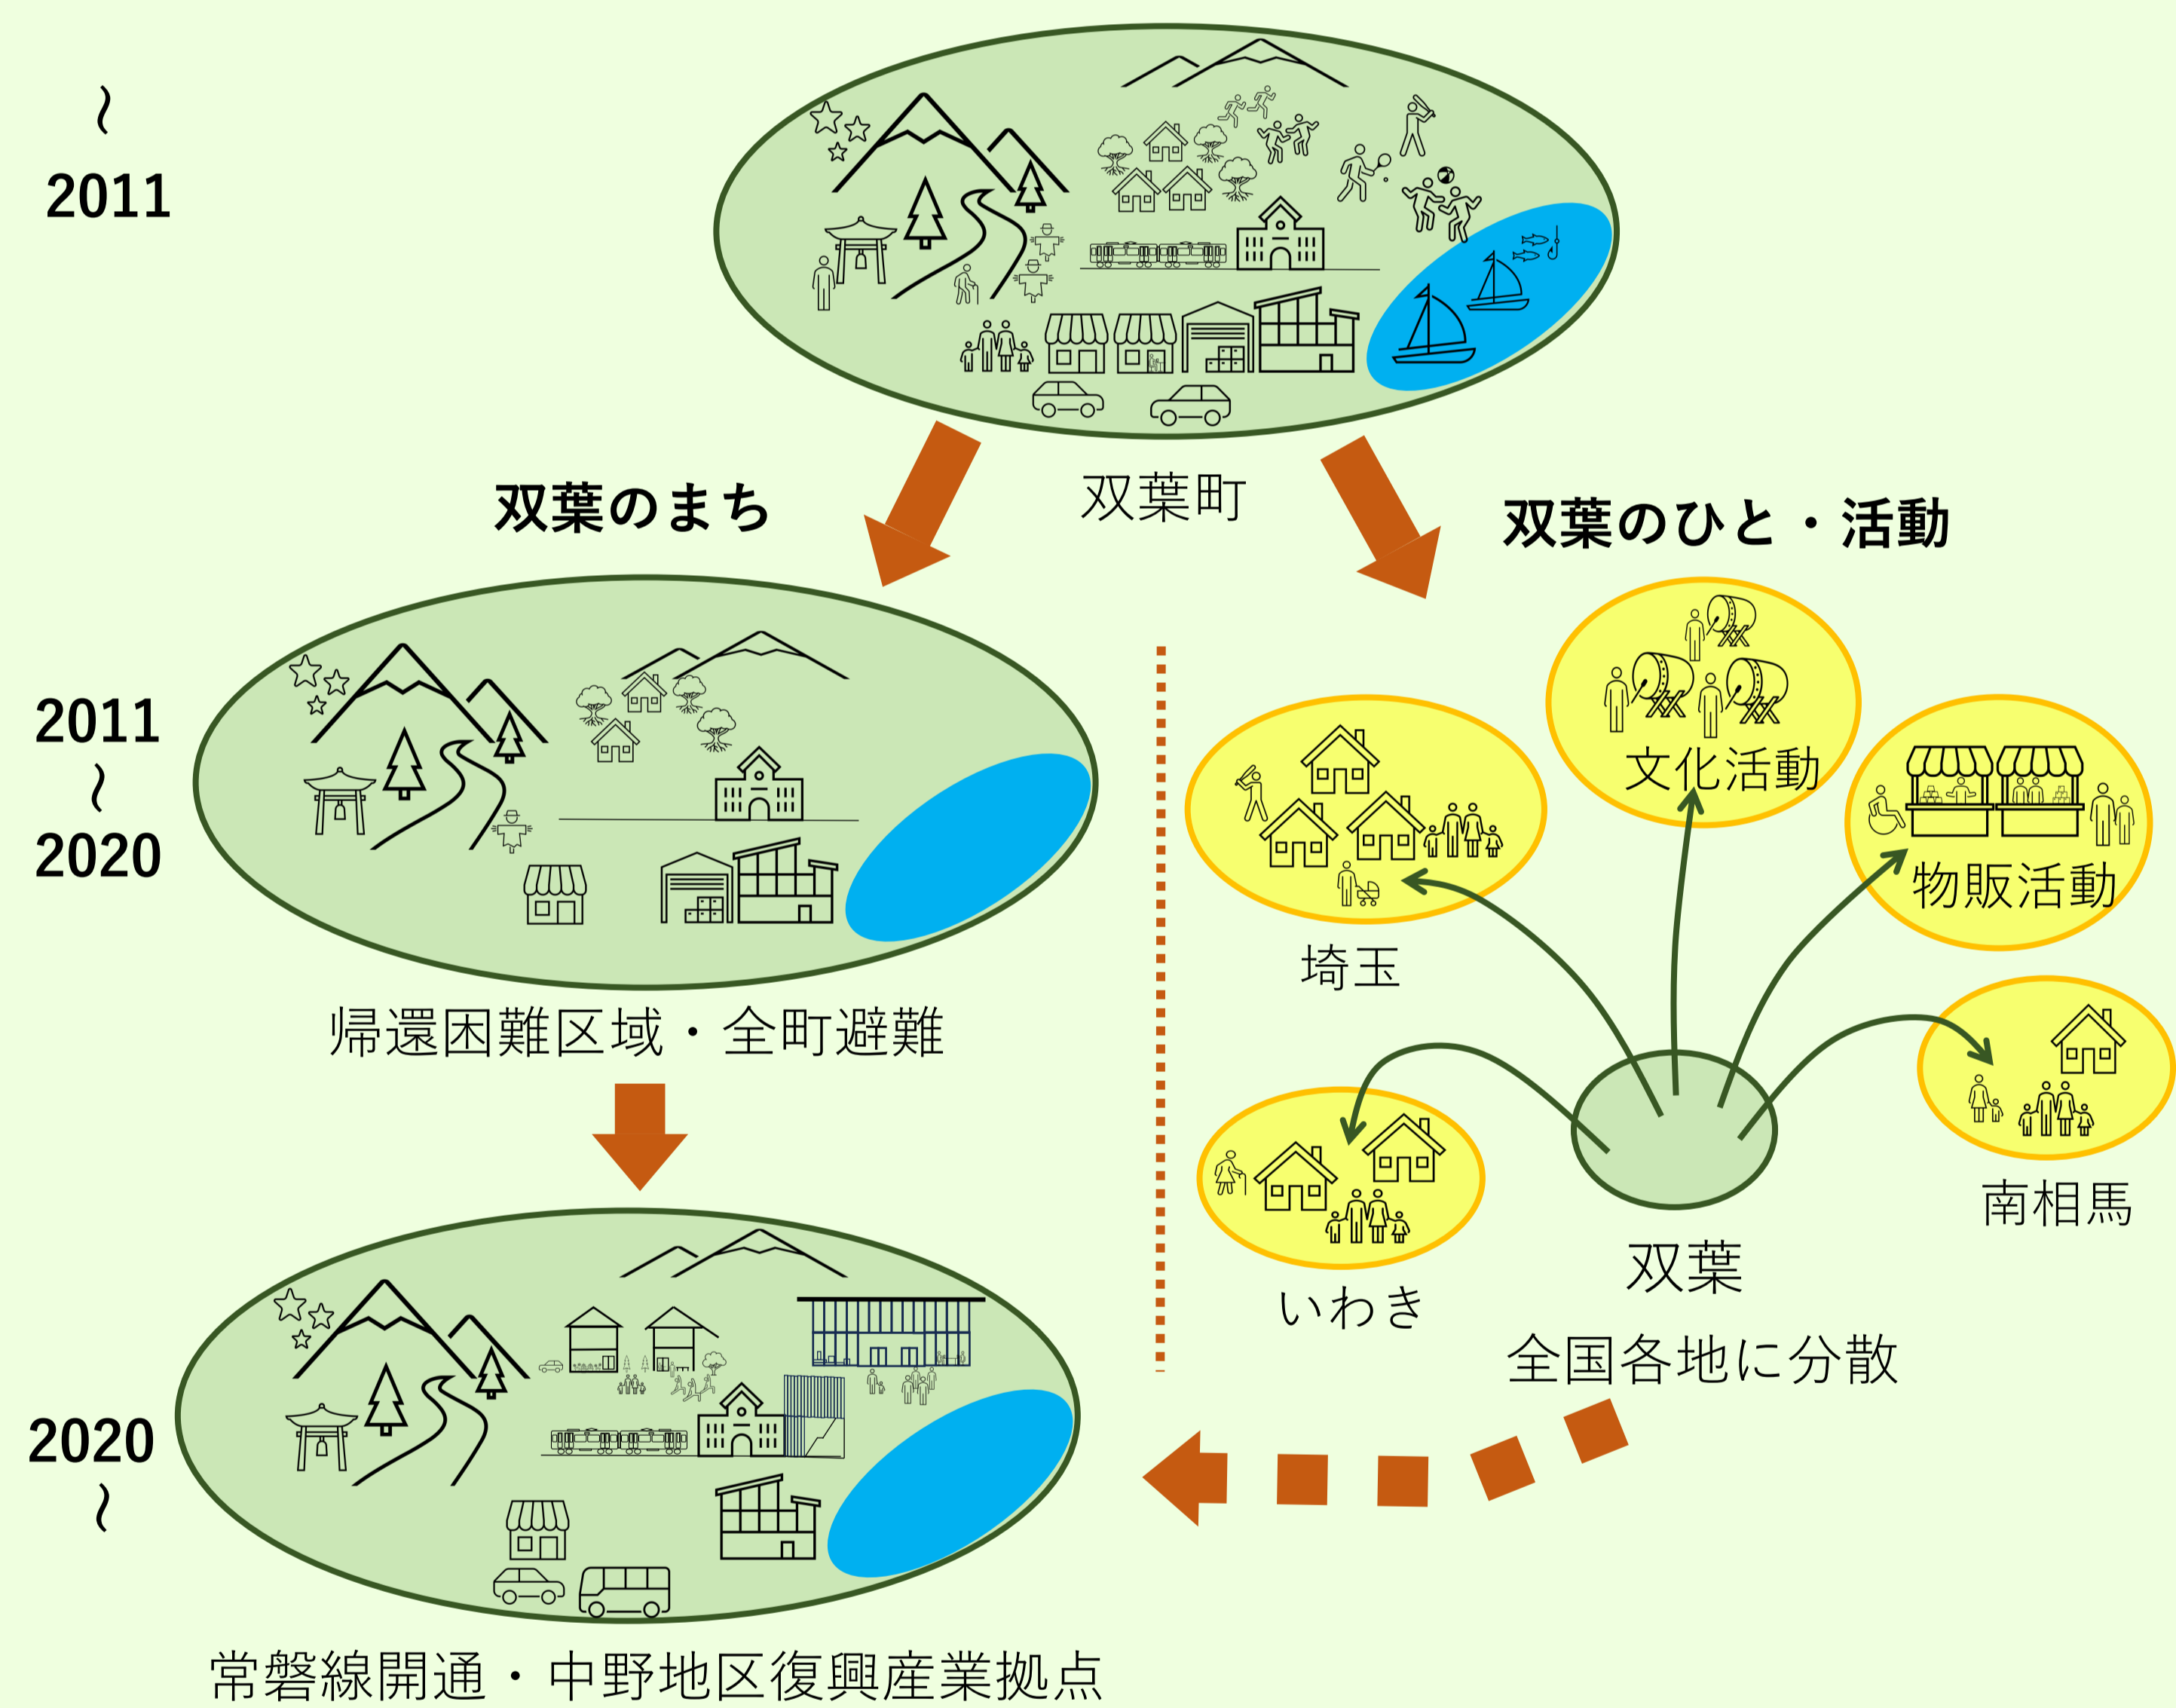 ~
2011
双葉町
双葉のまち
双葉のひと・活動
2011
~
2020
文化活動
物販活動
埼玉
帰還困難区域・全町避難
南相馬
いわき
双葉
全国各地に分散
2020
~
常磐線開通・中野地区復興産業拠点